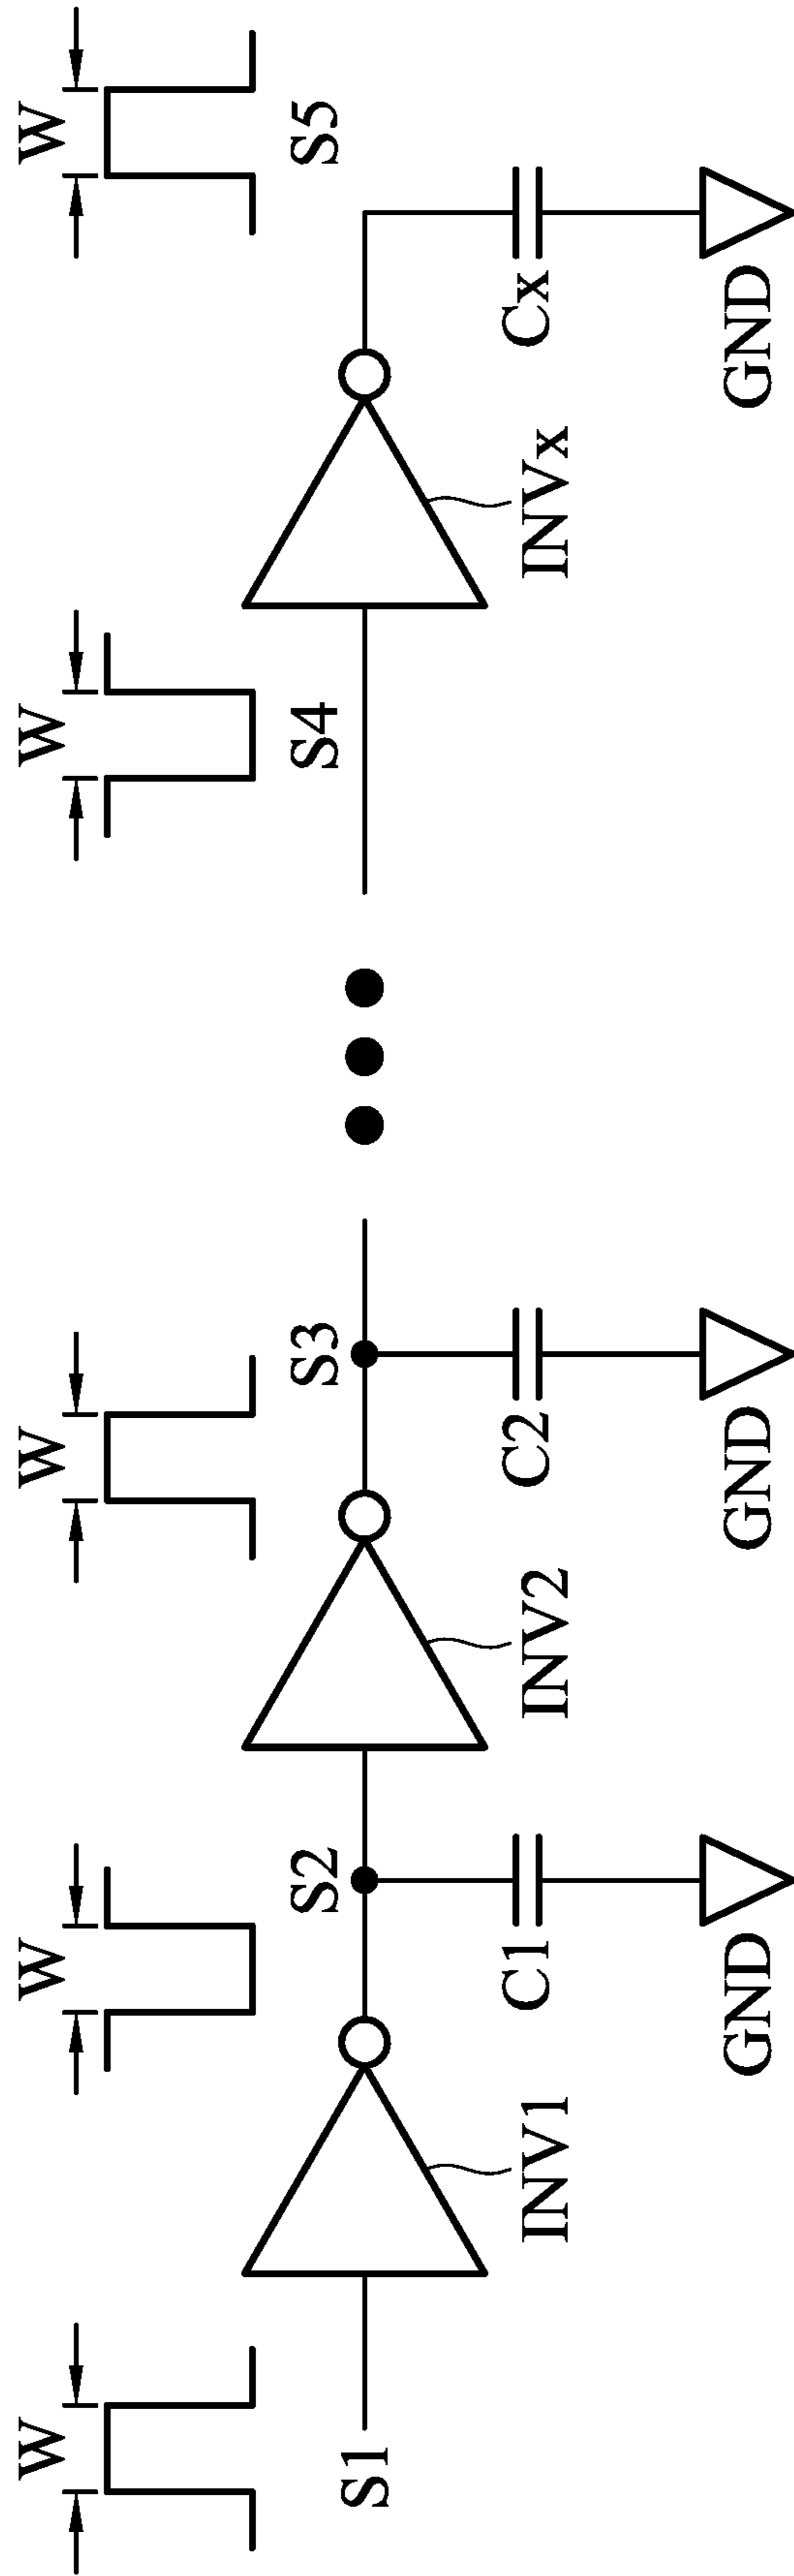 W
W
W
W
W
S1
S2
S3
S4
S5
INV1
INV2
INVx
C1
C2
Cx
GND
GND
GND